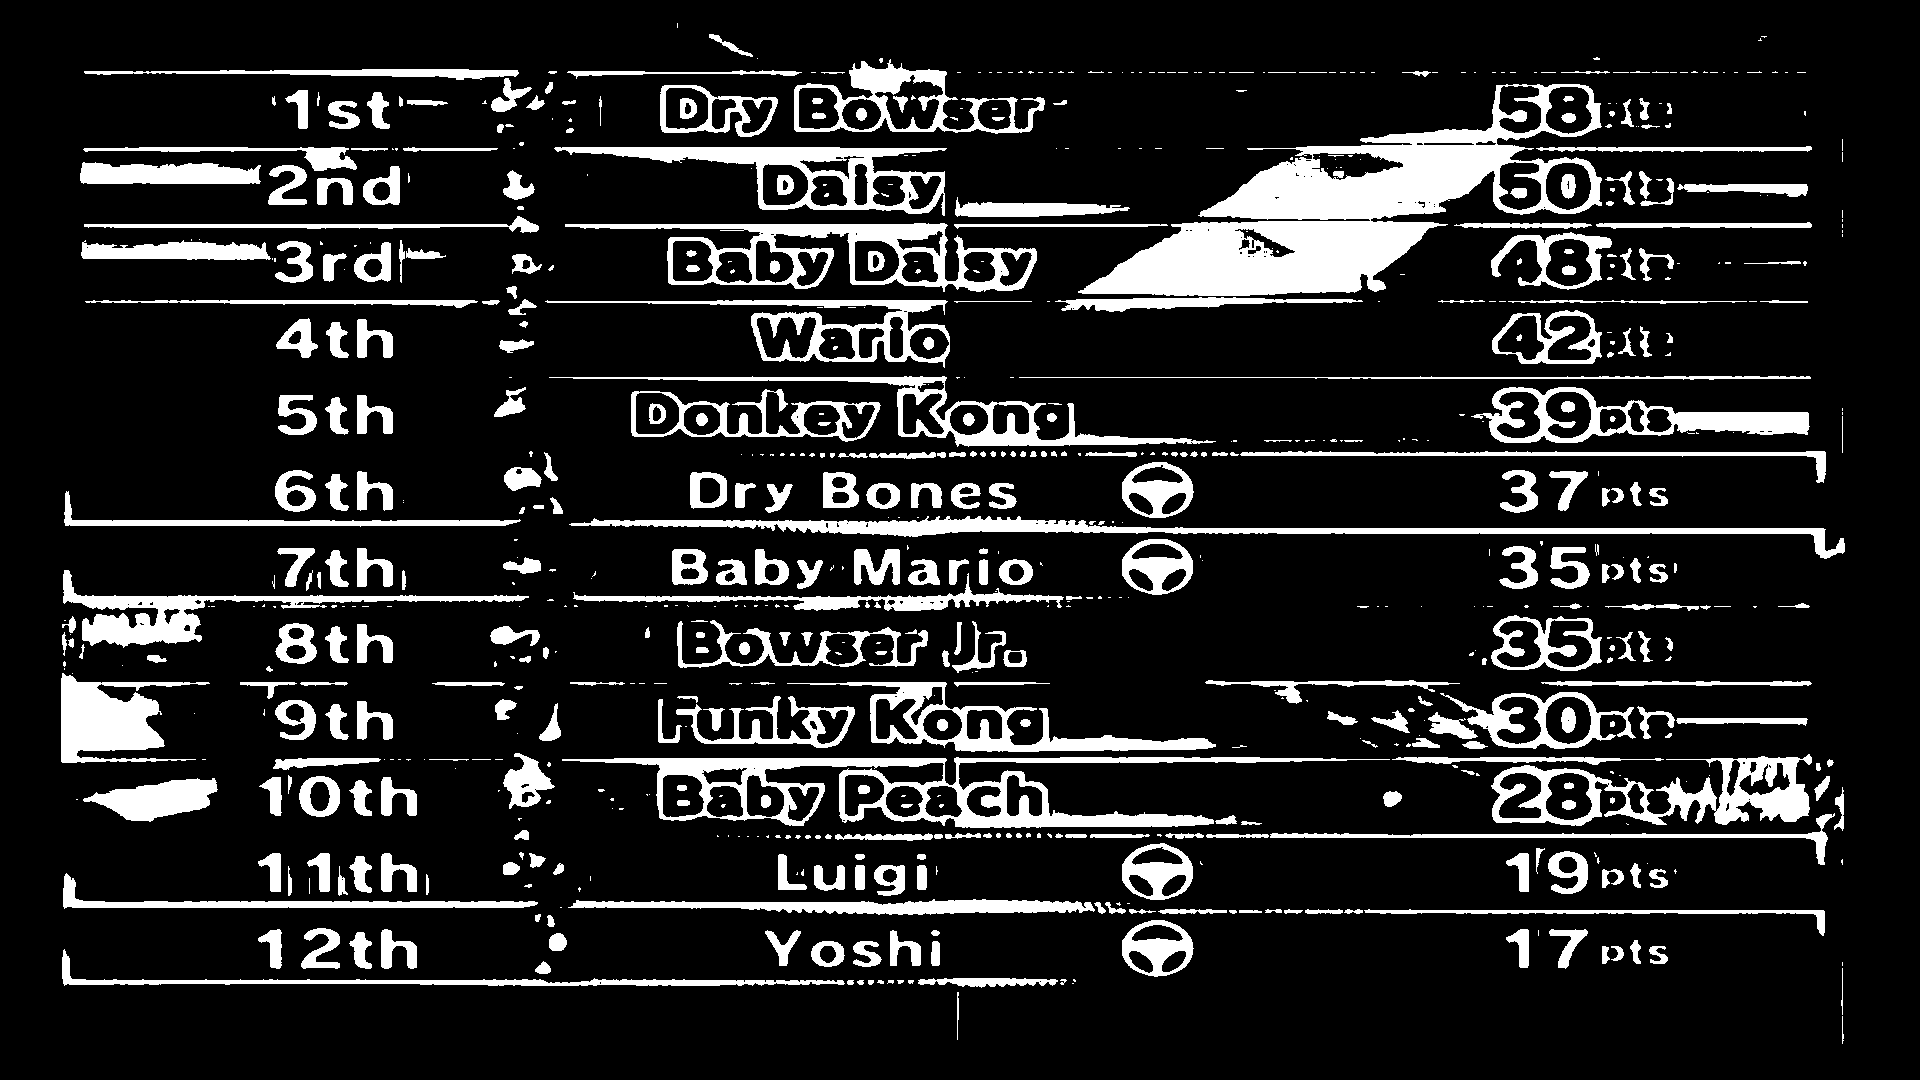 1st Dry Bowser 58pts
2nd Daisy 50pts
3rd Baby Daisy 48pts
4th Wario 42pts
5th Donkey Kong 39pts
6th Dry Bones 37pts
7th Baby Mario 35pts
8th Bowser Jr. 35pts
9th Funky Kong 30pts
10th Baby Peach 28pts
11th Luigi 19pts
12th Yoshi 17pts